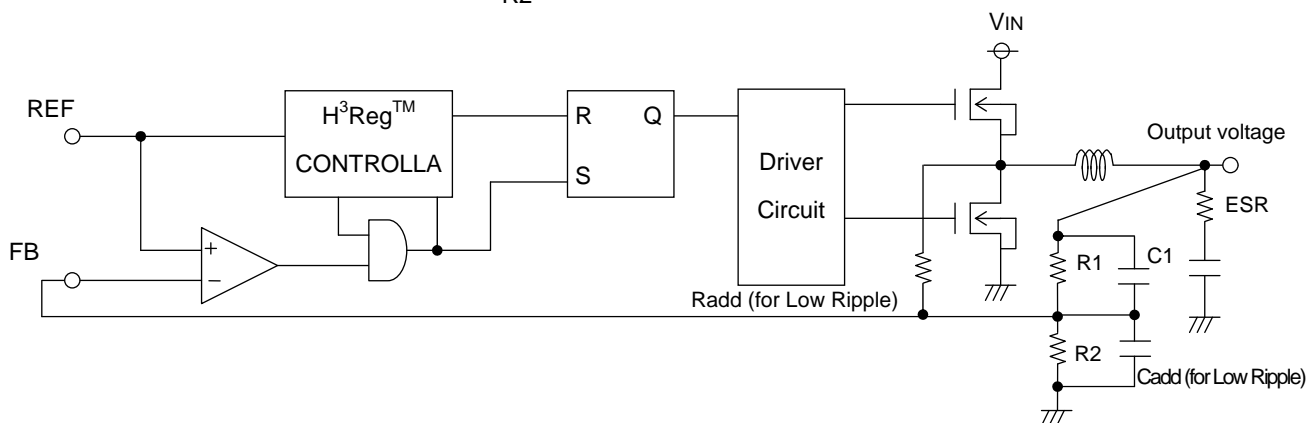 R2
VIN
REF
H³Reg™
CONTROLLA
R Q
S
Driver
Circuit
Output voltage
ESR
FB
+
−
R1
C1
Radd (for Low Ripple)
R2
Cadd (for Low Ripple)